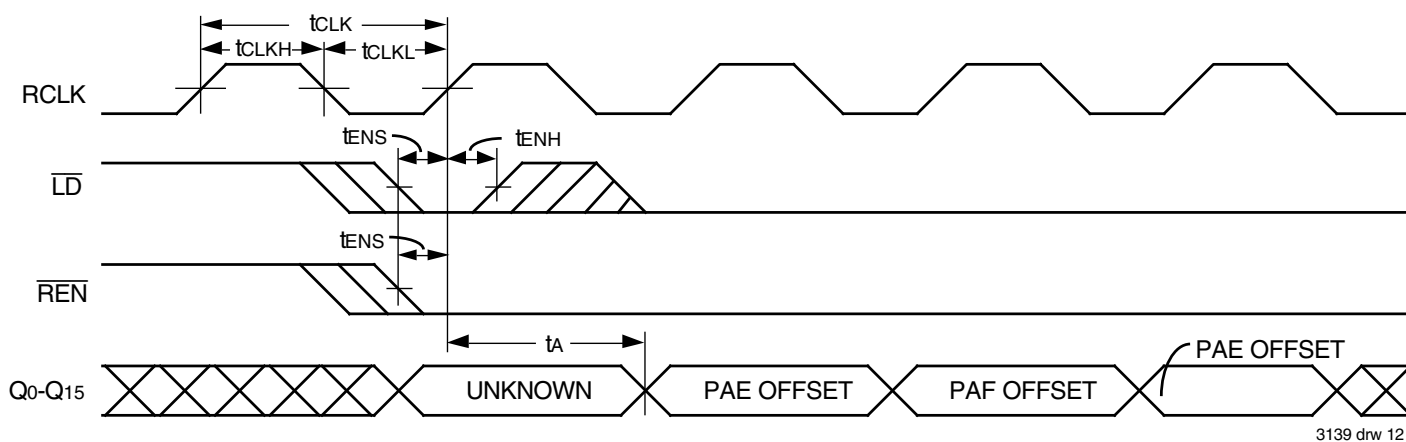 tCLK
tCLKH
tCLKL
RCLK
tENS
tENH
LD
tENS
REN
tA
PAE OFFSET
Q0-Q15
UNKNOWN
PAE OFFSET
PAF OFFSET
3139 drw 12